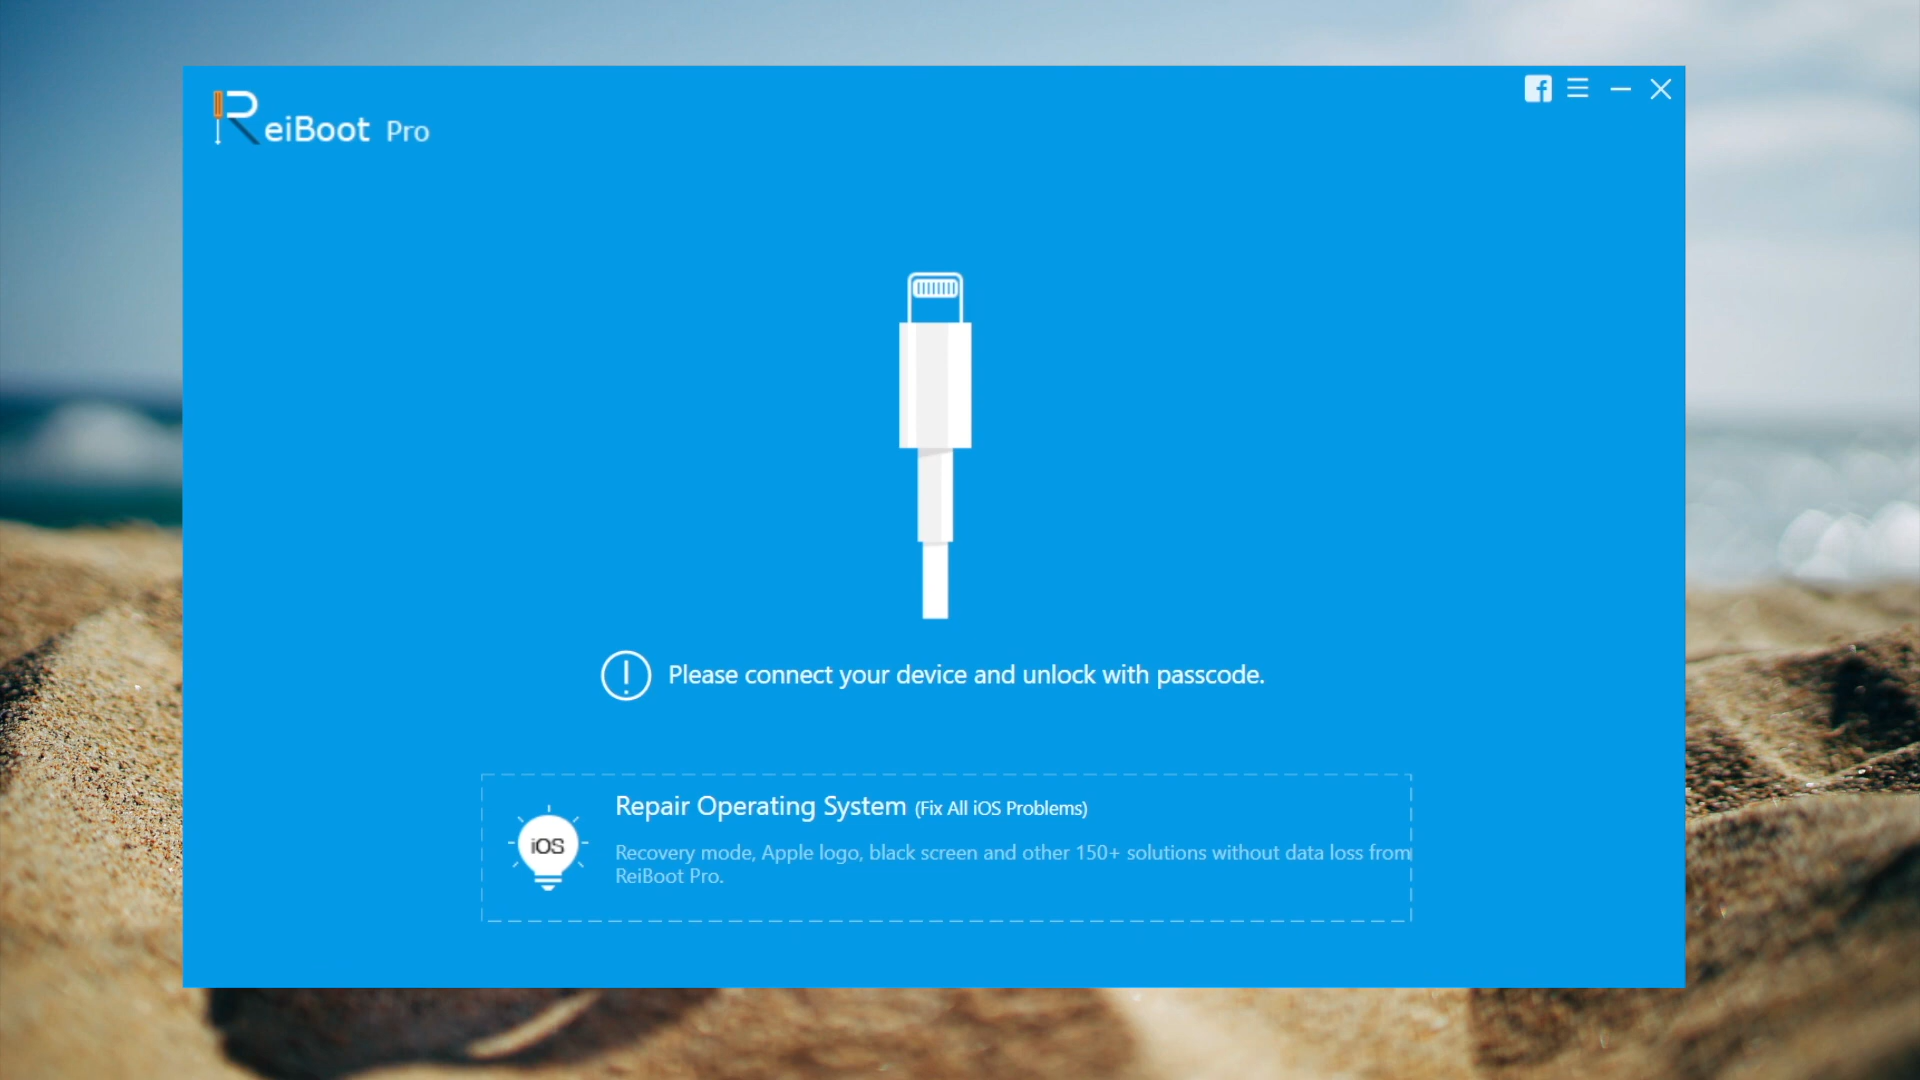 ReiBoot Pro
Please connect your device and unlock with passcode.
Repair Operating System (Fix All iOS Problems)
iOS
Recovery mode, Apple logo, black screen and other 150+ solutions without data loss from
ReiBoot Pro.